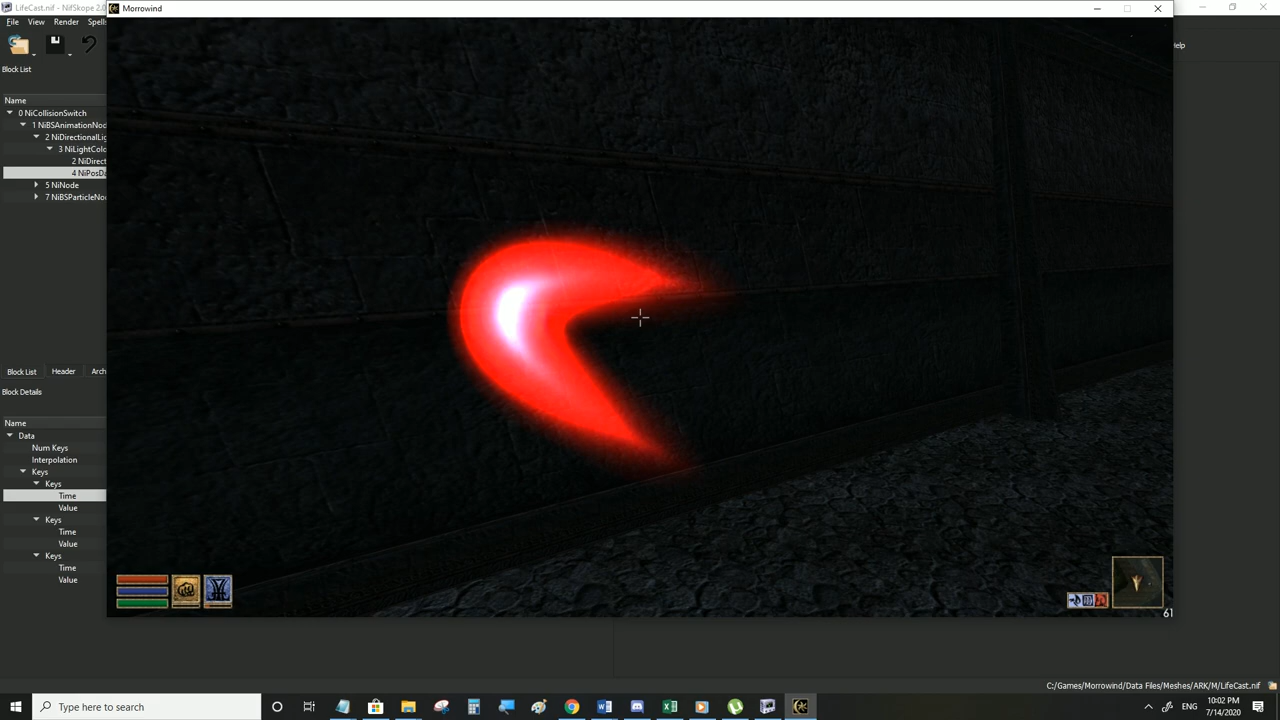 LifeCast.nif - NifSkope 2.0
Morrowind
File View Render Spells
Help
Block List
Name
0 NiCollisionSwitch
1 NiBSAnimationNod
2 NiDirectionalLig
3 NiLightColo
2 NiDirect
4 NiPosDa
5 NiNode
7 NiBSParticleNo
Block List Header Arch
Block Details
Name
Data
Num Keys
Interpolation
Keys
Keys
Time
Value
Keys
Time
Value
Keys
Time
Value
61
C:/Games/Morrowind/Data Files/Meshes/ARK/M/LifeCast.nif
Type here to search
ENG
10:02 PM
7/14/2020